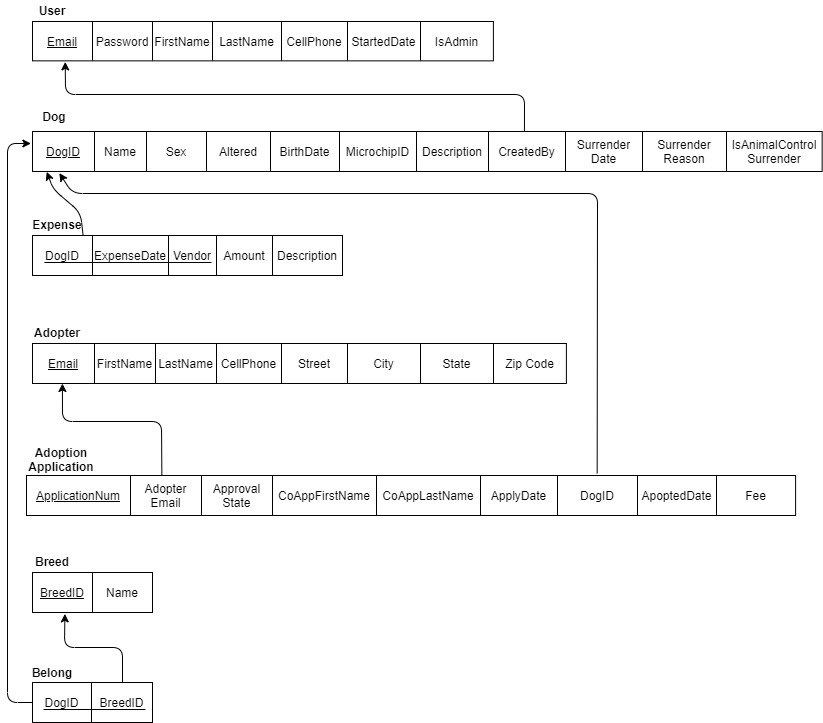 User
Email Password FirstName LastName CellPhone StartedDate IsAdmin
Dog
DogID Name Sex Altered BirthDate MicrochipID Description CreatedBy Surrender Date Surrender Reason IsAnimalControl Surrender
Expense
DogID ExpenseDate Vendor Amount Description
Adopter
Email FirstName LastName CellPhone Street City State Zip Code
Adoption
Application
ApplicationNum Adopter Email Approval State CoAppFirstName CoAppLastName ApplyDate DogID ApoptedDate Fee
Breed
BreedID Name
Belong
DogID BreedID